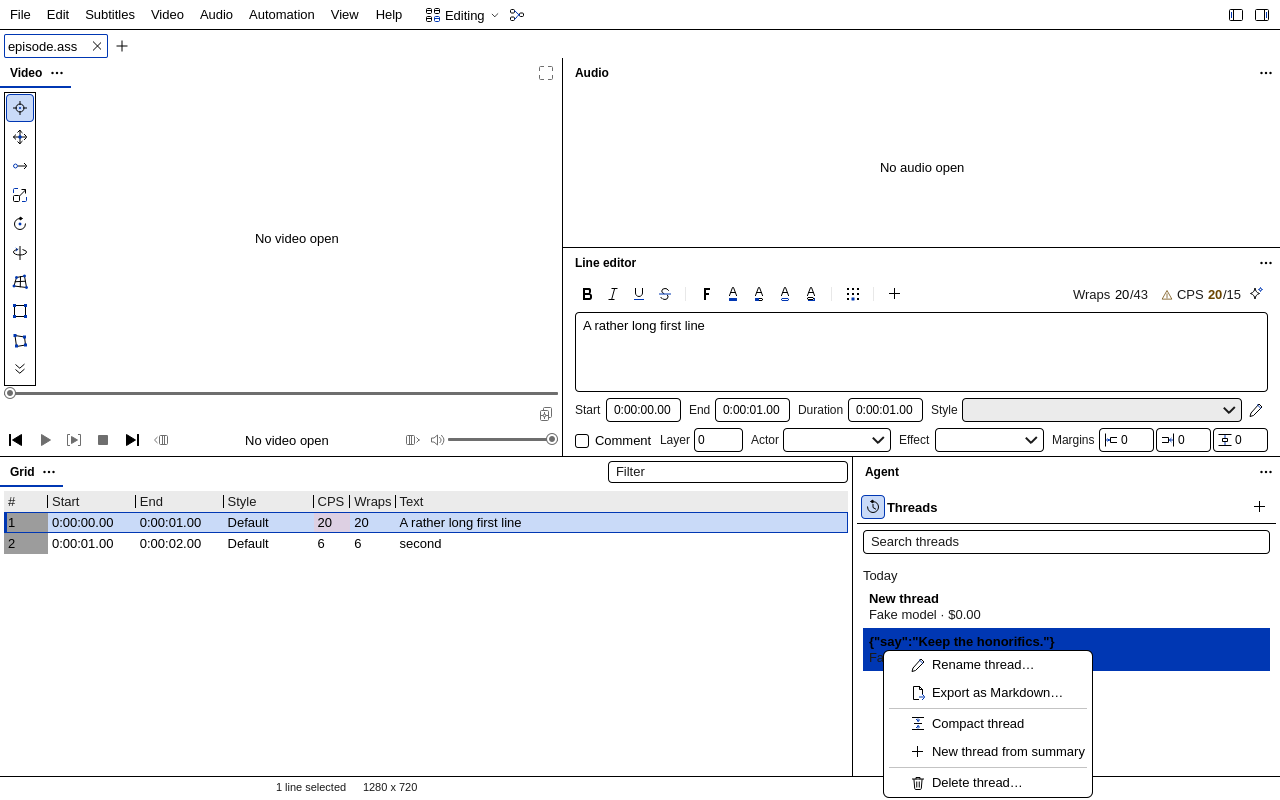 File Edit Subtitles Video Audio Automation View Help Editing
episode.ass
Video
No video open
No video open
Audio
No audio open
Line editor
B I U S F A A A A Wraps 20/43 CPS 20/15
A rather long first line
Start 0:00:00.00 End 0:00:01.00 Duration 0:00:01.00 Style
Comment Layer 0 Actor Effect Margins 0 0 0
Grid Filter
# Start End Style CPS Wraps Text
1 0:00:00.00 0:00:01.00 Default 20 20 A rather long first line
2 0:00:01.00 0:00:02.00 Default 6 6 second
Agent
Threads
Search threads
Today
New thread
Fake model · $0.00
{"say":"Keep the honorifics."}
Rename thread…
Export as Markdown…
Compact thread
New thread from summary
Delete thread…
1 line selected 1280 x 720